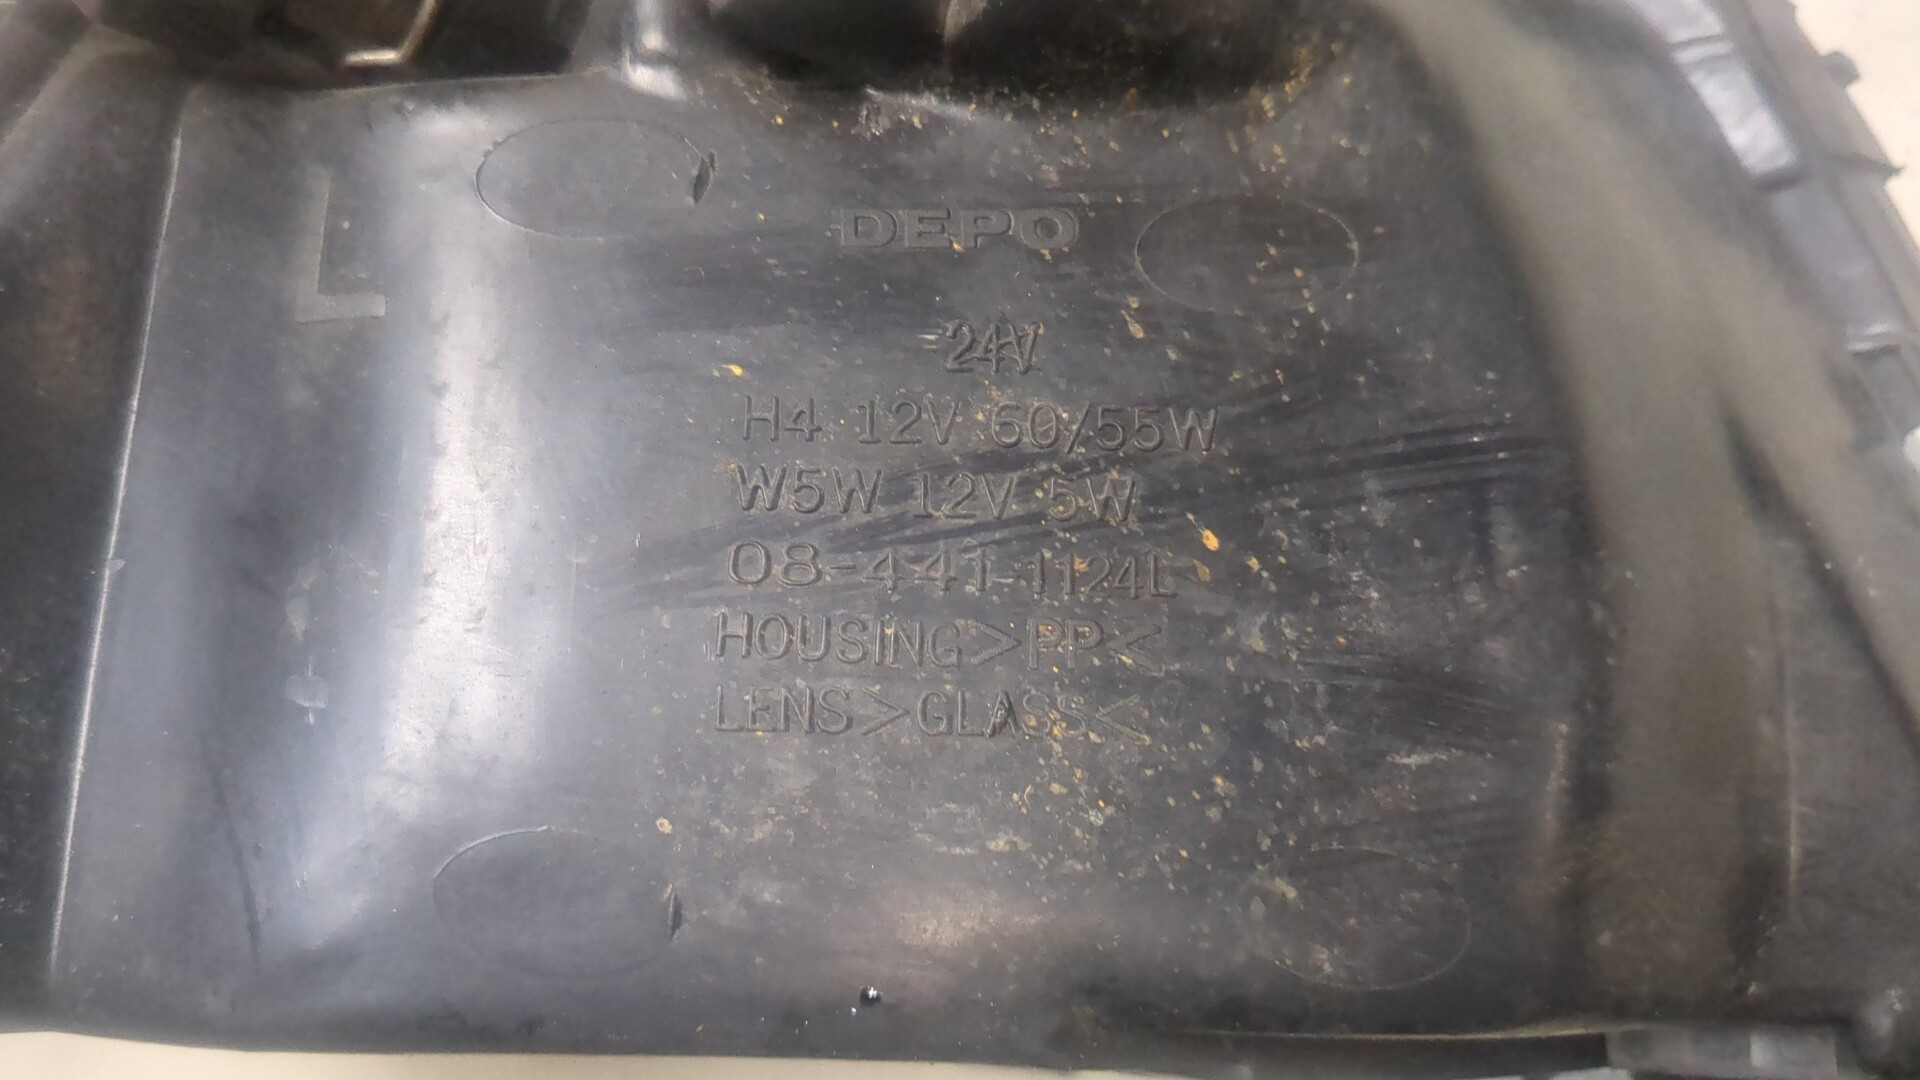 L
DEPO
24V
H4 12V 60/55W
W5W 12V 5W
08-441-1124L
HOUSING>PP<
LENS>GLASS<